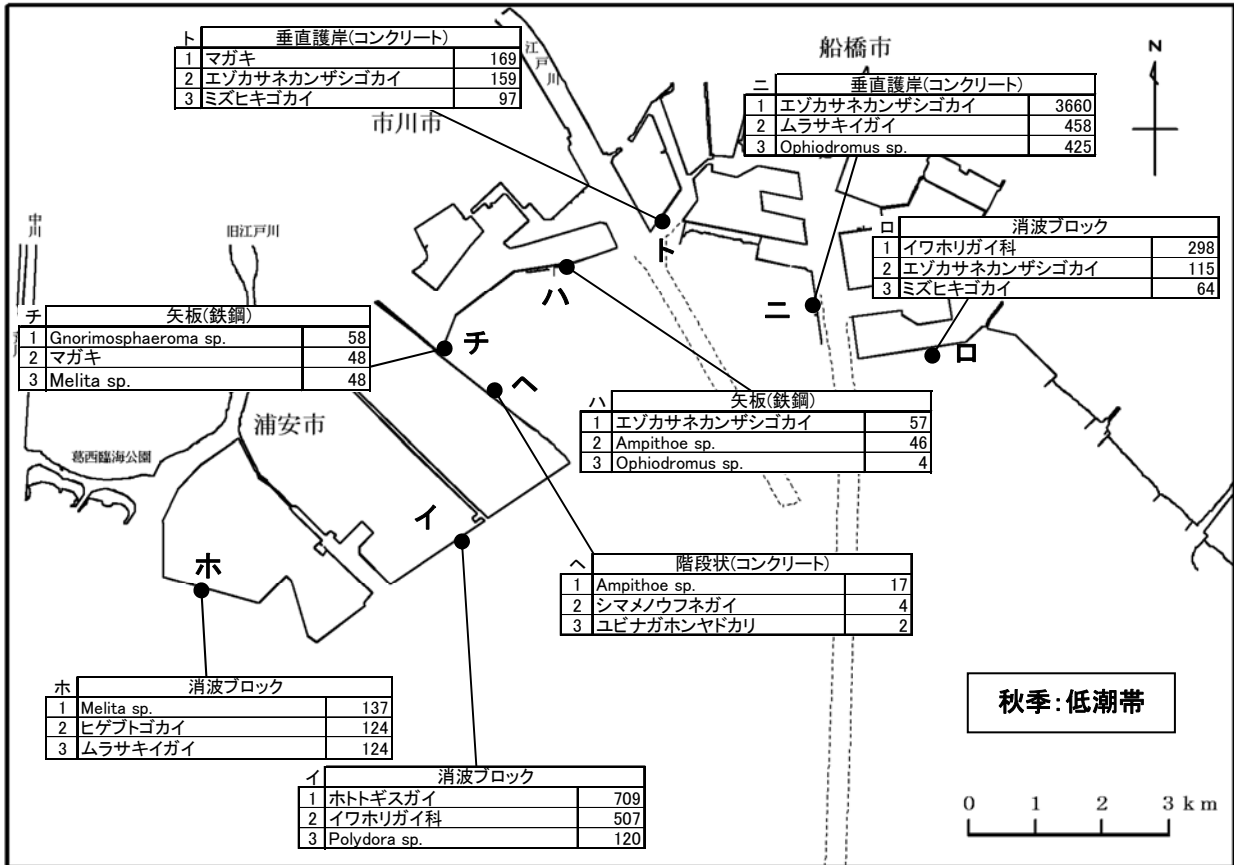 ト 垂直護岸(コンクリート)
1 マガキ 169
2 エゾカサネカンザシゴカイ 159
3 ミズヒキゴカイ 97
江戸川
船橋市
N
ニ 垂直護岸(コンクリート)
1 エゾカサネカンザシゴカイ 3660
2 ムラサキイガイ 458
3 Ophiodromus sp. 425
市川市
中川
旧江戸川
ロ 消波ブロック
1 イワホリガイ科 298
2 エゾカサネカンザシゴカイ 115
3 ミズヒキゴカイ 64
ト
ハ
ニ
ロ
チ 矢板(鉄鋼)
1 Gnorimosphaeroma sp. 58
2 マガキ 48
3 Melita sp. 48
チ
ヘ
ハ 矢板(鉄鋼)
1 エゾカサネカンザシゴカイ 57
2 Ampithoe sp. 46
3 Ophiodromus sp. 4
浦安市
葛西臨海公園
イ
ホ
ヘ 階段状(コンクリート)
1 Ampithoe sp. 17
2 シマメノウフネガイ 4
3 ユビナガホンヤドカリ 2
ホ 消波ブロック
1 Melita sp. 137
2 ヒゲブトゴカイ 124
3 ムラサキイガイ 124
秋季:低潮帯
イ 消波ブロック
1 ホトトギスガイ 709
2 イワホリガイ科 507
3 Polydora sp. 120
0 1 2 3 km